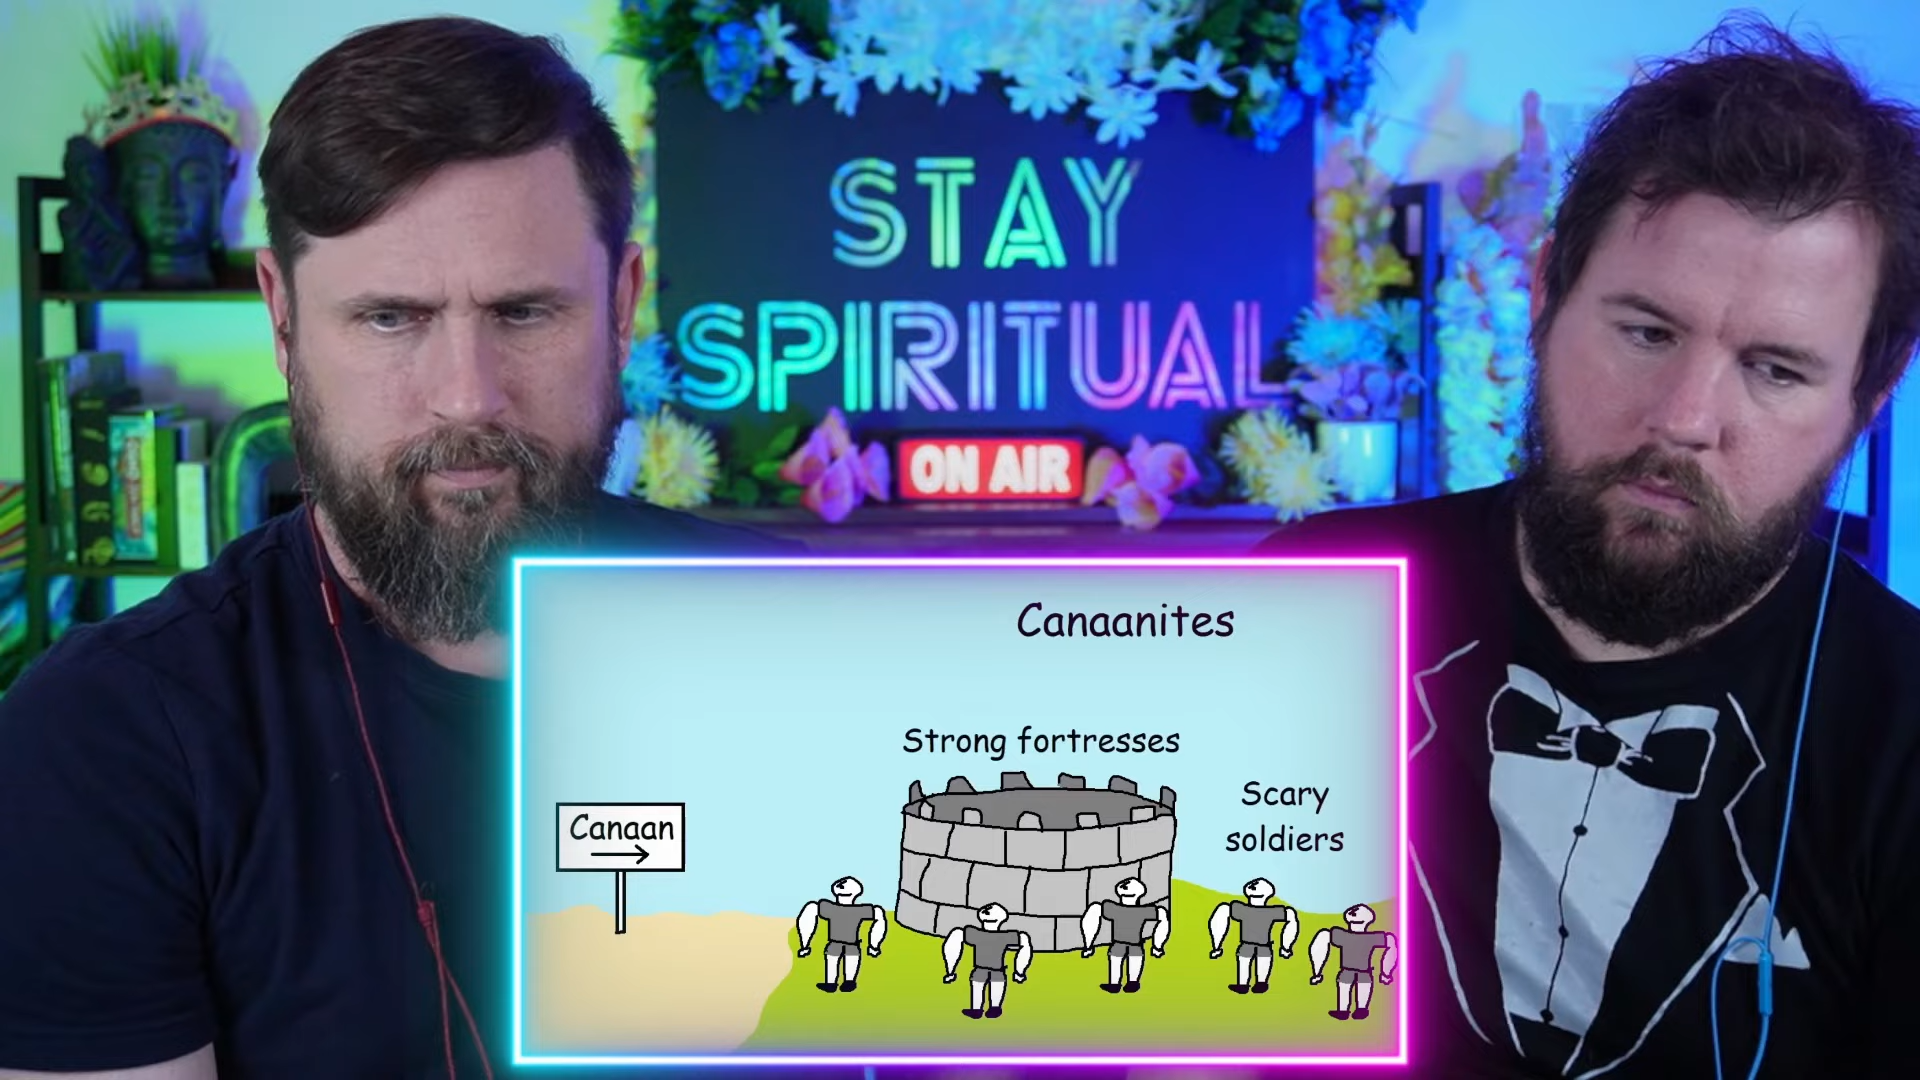 STAY
SPIRITUAL
ON AIR
Canaanites
Strong fortresses
Scary
soldiers
Canaan